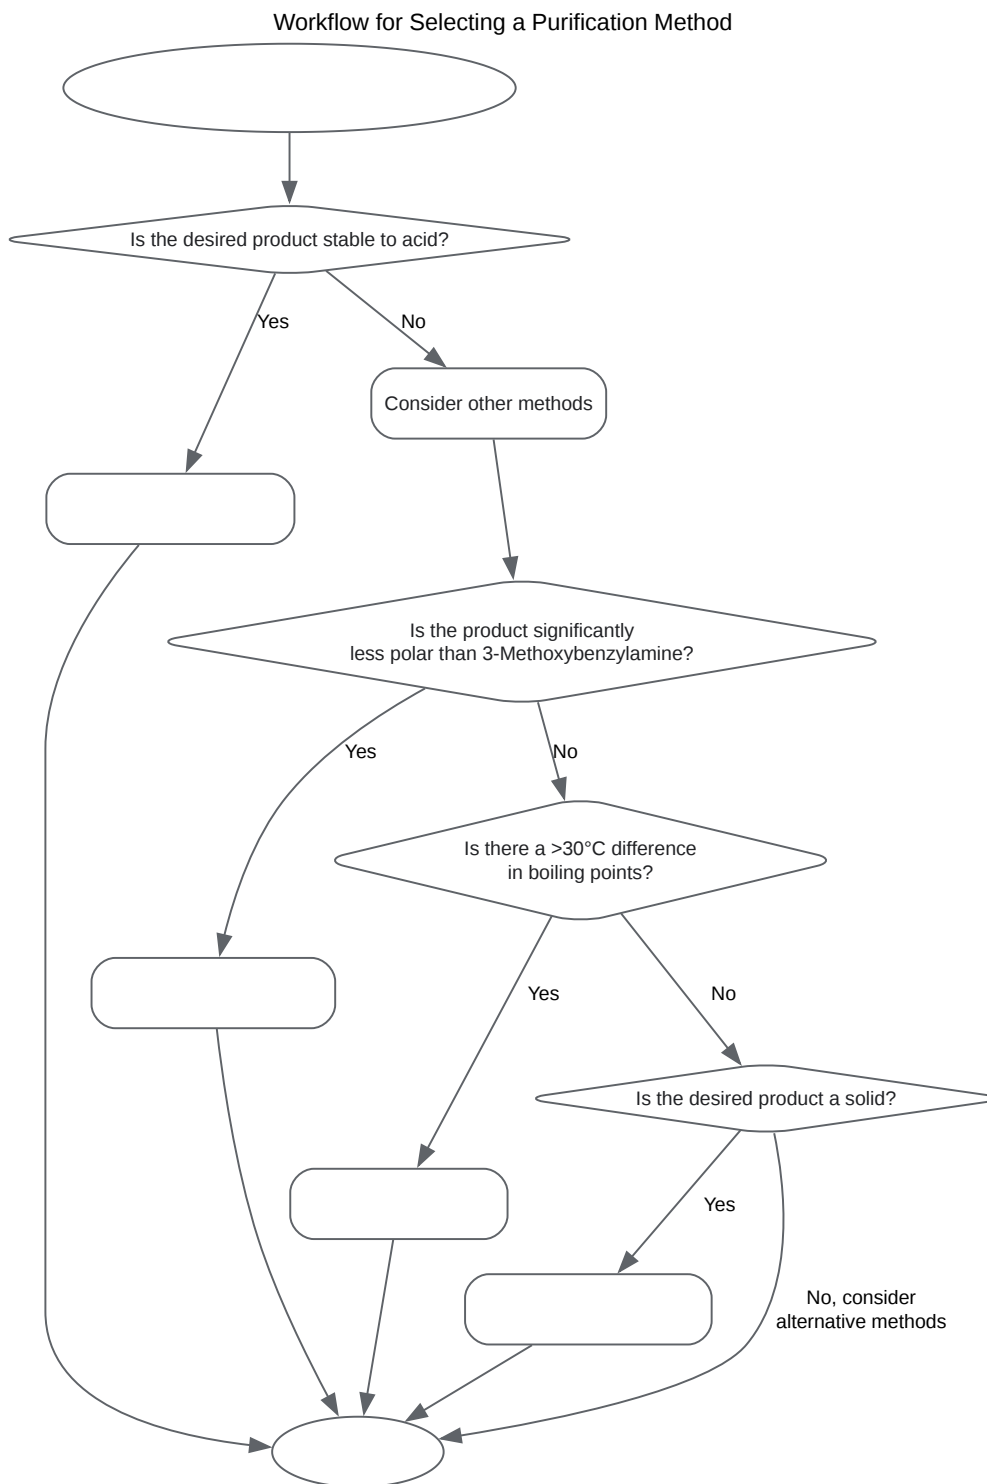 Workflow for Selecting a Purification Method
Is the desired product stable to acid?
Yes
No
Consider other methods
Is the product significantly
less polar than 3-Methoxybenzylamine?
Yes
No
Is there a >30°C difference
in boiling points?
Yes
No
Is the desired product a solid?
Yes
No, consider
alternative methods